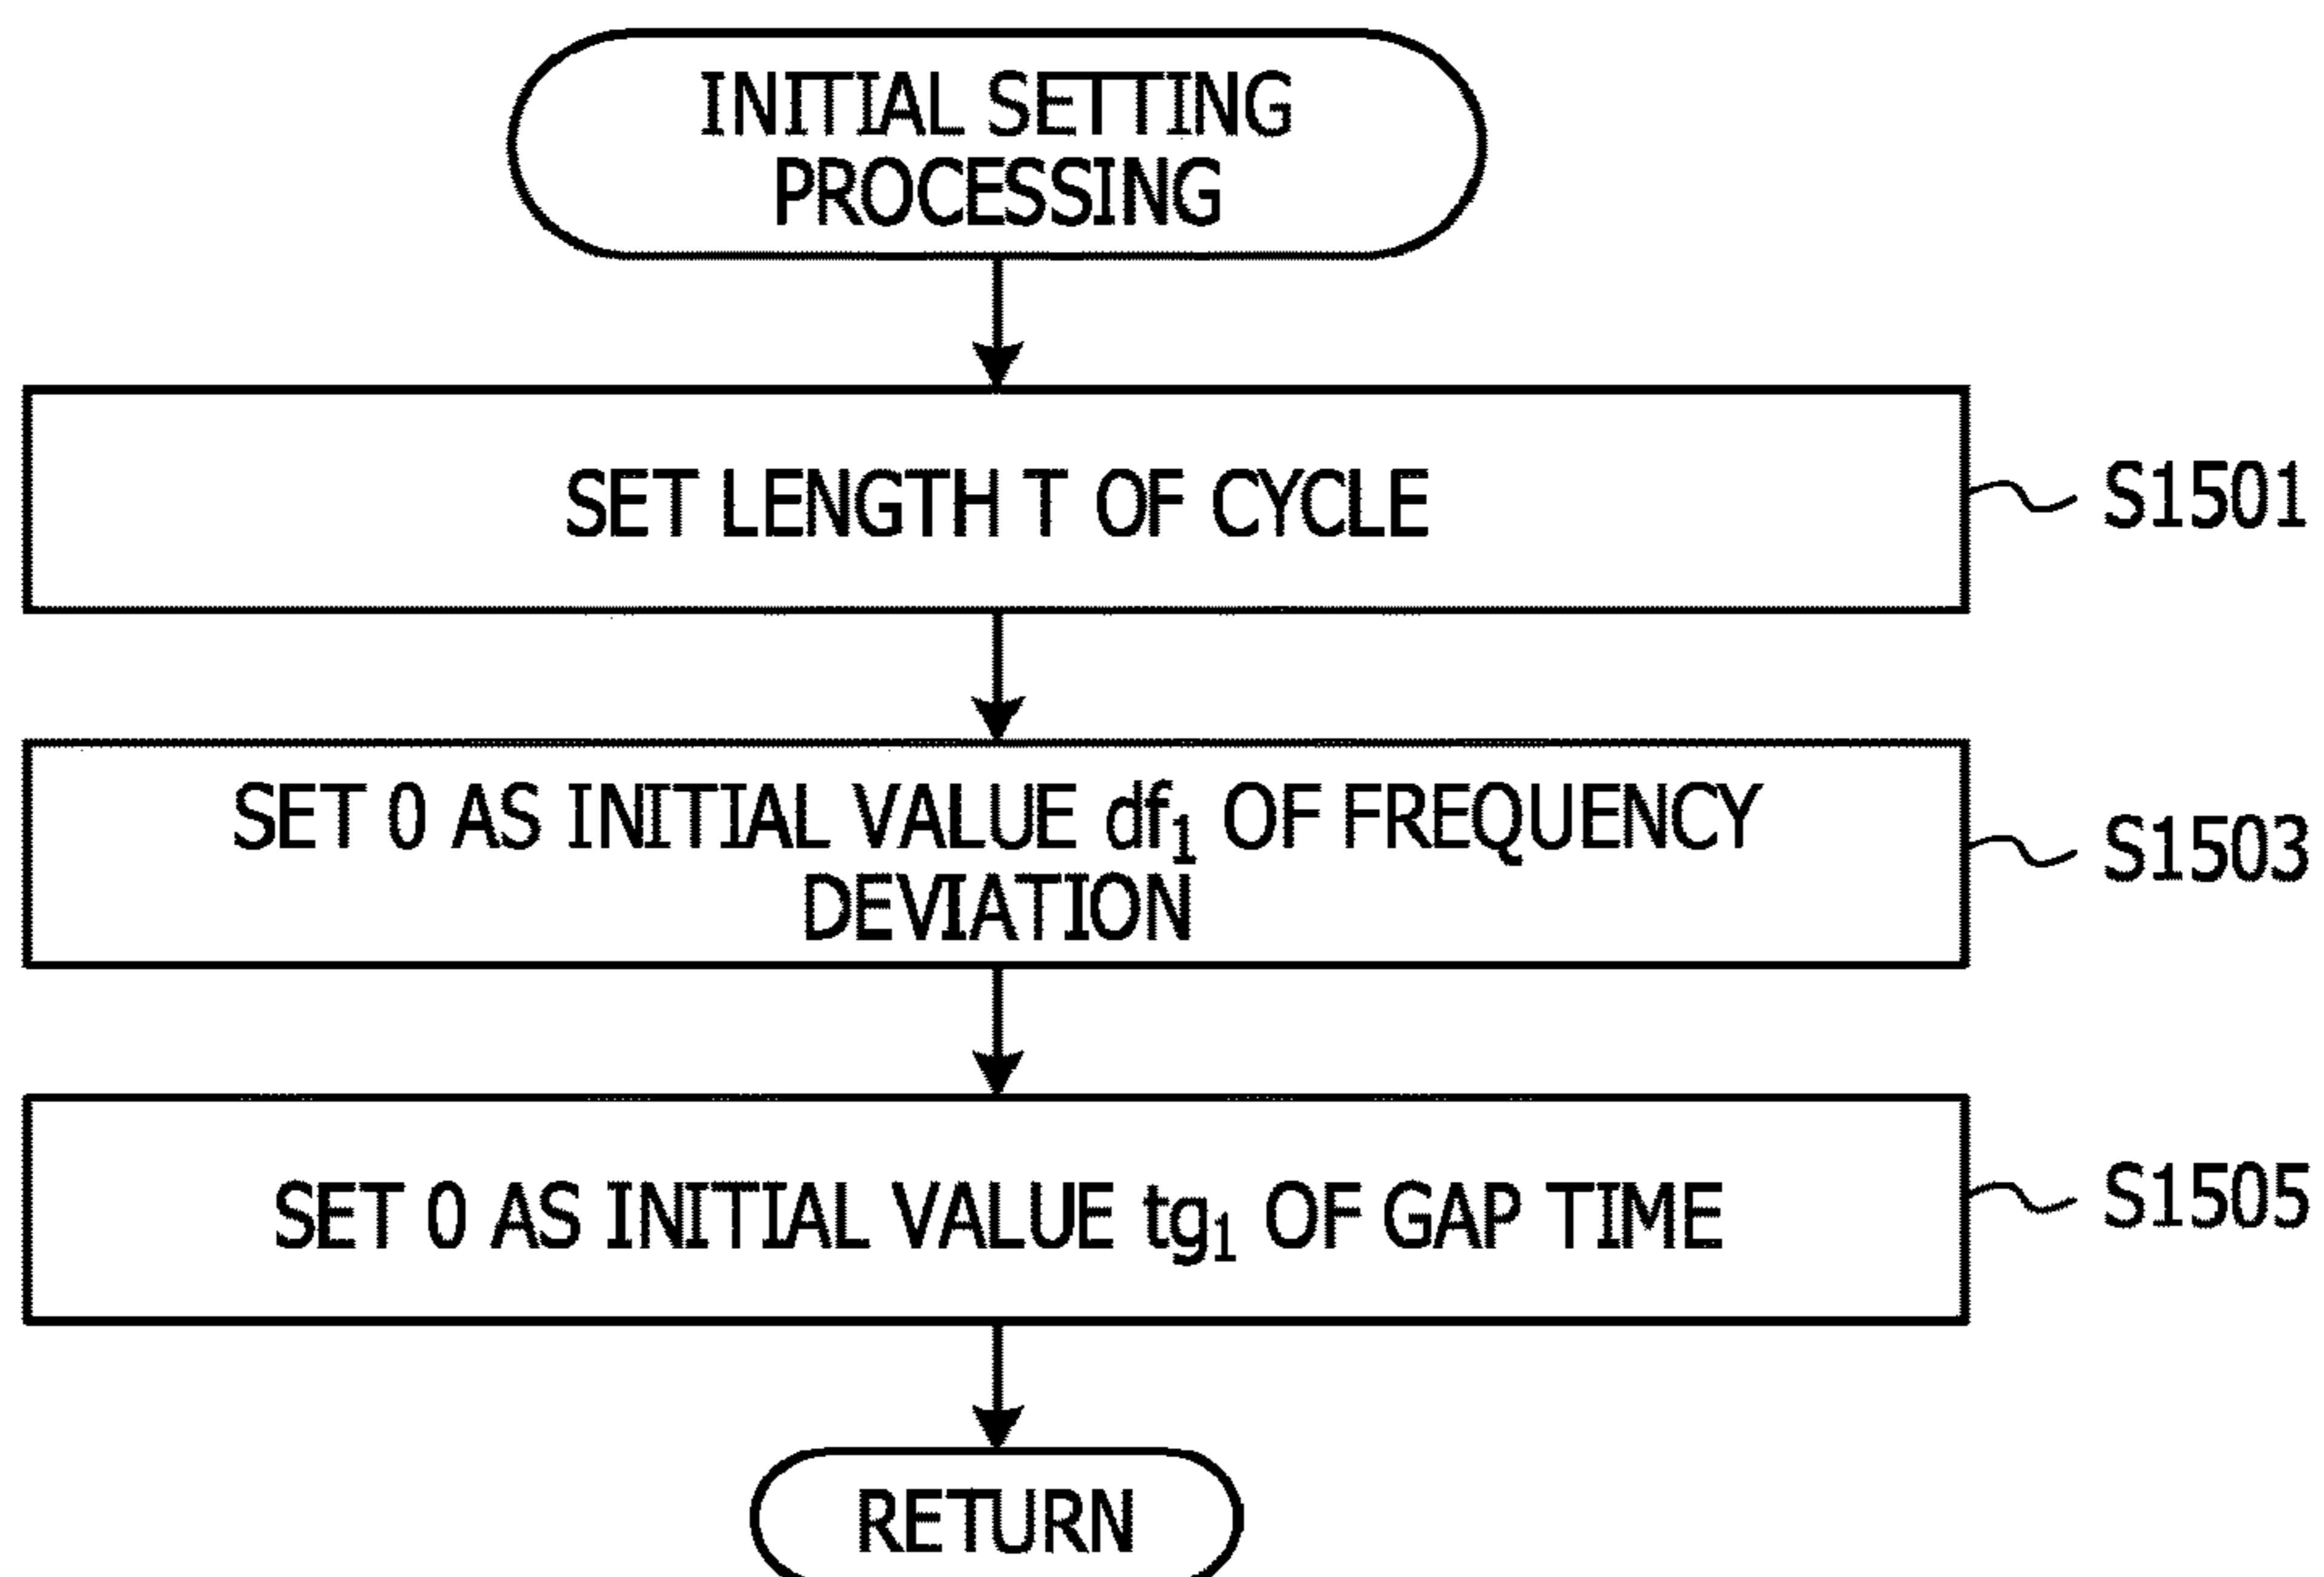 INITIAL SETTING
PROCESSING
SET LENGTH T OF CYCLE
S1501
SET 0 AS INITIAL VALUE df₁ OF FREQUENCY
DEVIATION
S1503
SET 0 AS INITIAL VALUE tg₁ OF GAP TIME
S1505
RETURN